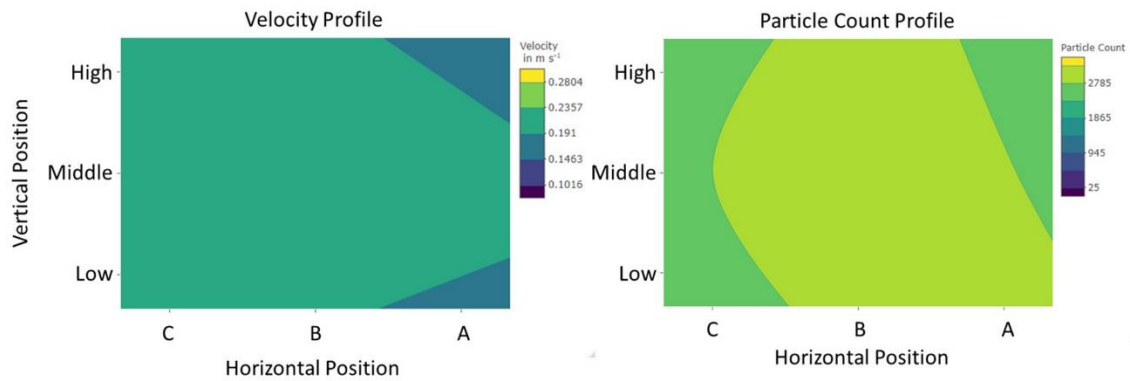 Velocity Profile
Velocity
in m s⁻¹
0.2804
0.2357
0.191
0.1463
0.1016
High
Middle
Low
Vertical Position
C B A
Horizontal Position
Particle Count Profile
Particle Count
2785
1865
945
25
High
Middle
Low
C B A
Horizontal Position